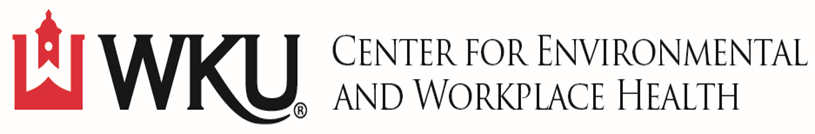 WKU® CENTER FOR ENVIRONMENTAL
AND WORKPLACE HEALTH